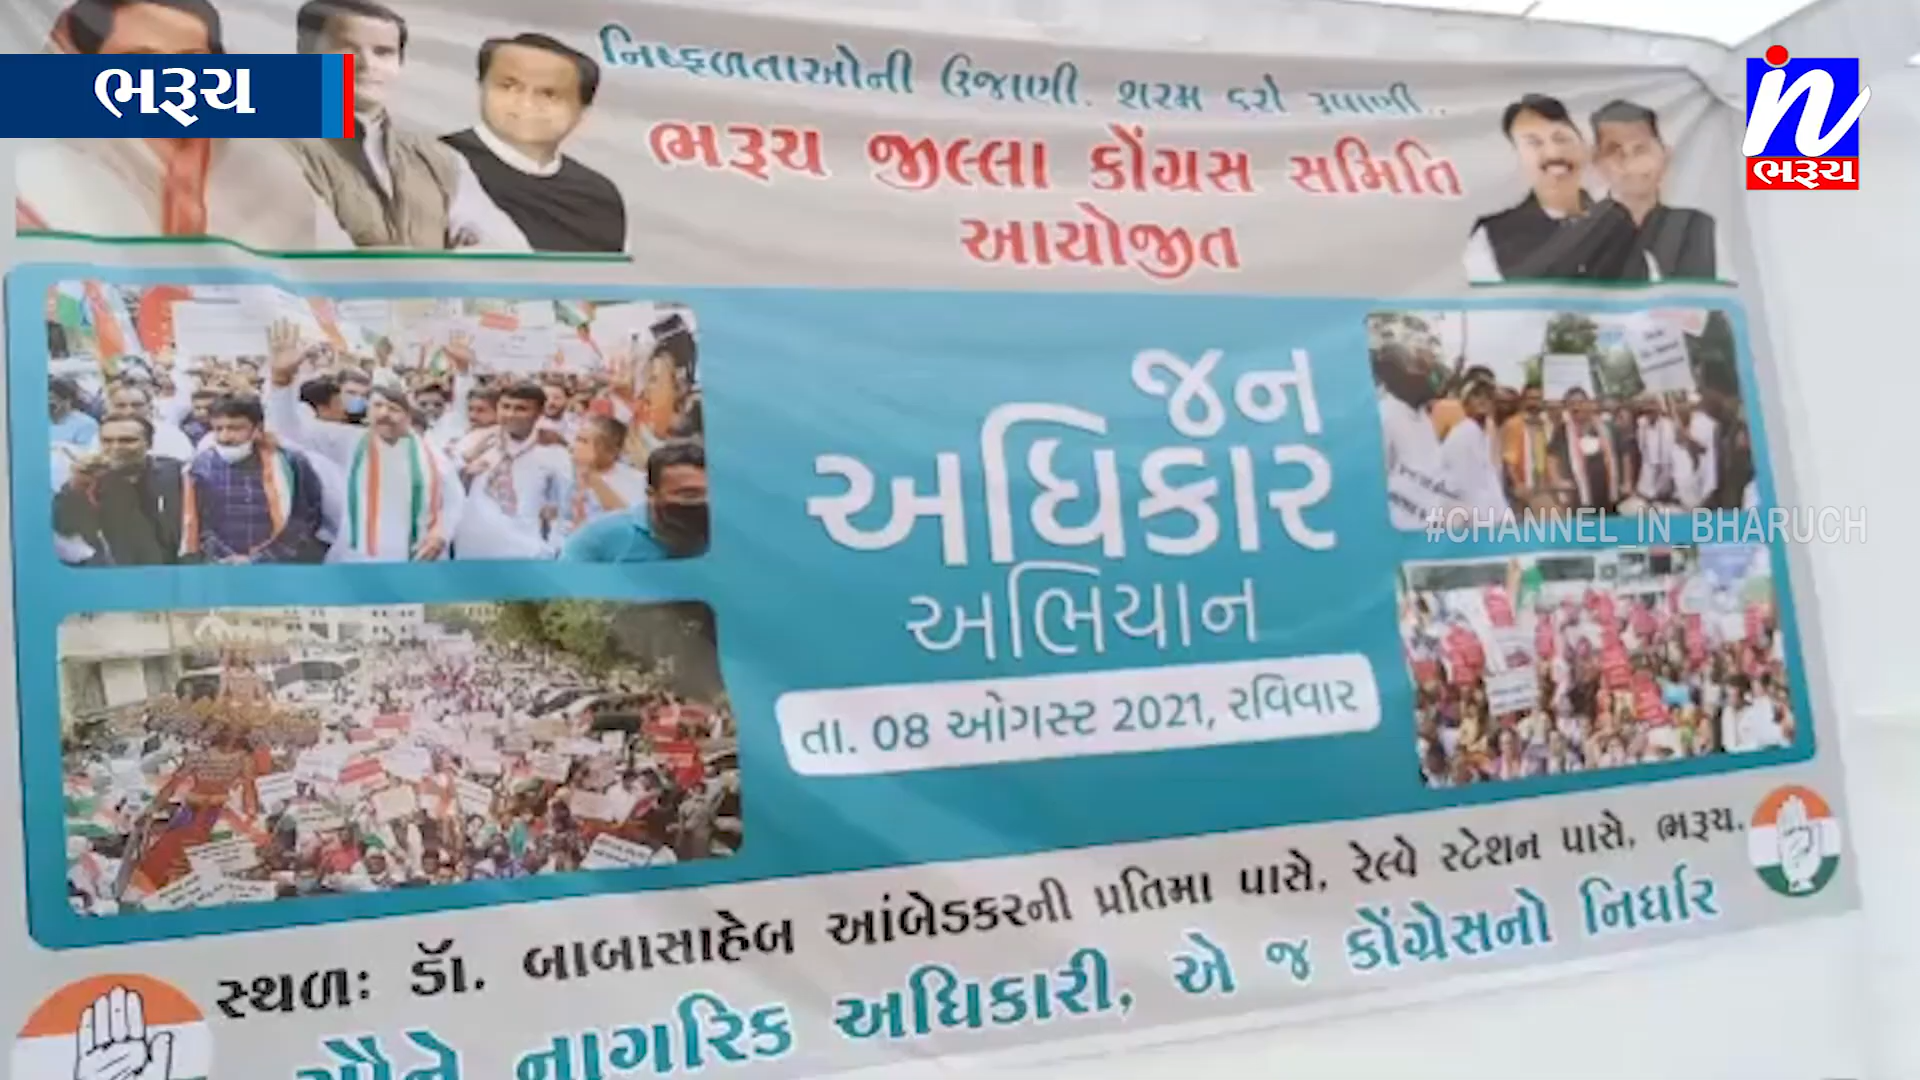 ભરૂચ
નિષ્ફળતાઓની ઉજાણી. શરમ કરો રૂપાણી..
ભરૂચ જીલ્લા કોંગ્રસ સમિતિ
આયોજીત
in
ભરૂચ
જન
અધિકાર
અભિયાન
તા. 08 ઓગસ્ટ 2021, રવિવાર
#CHANNEL_IN_BHARUCH
સ્થળઃ ડૉ. બાબાસાહેબ આંબેડકરની પ્રતિમા પાસે, રેલ્વે સ્ટેશન પાસે, ભરૂચ.
નાગરિક અધિકારી, એ જ કોંગ્રેસનો નિર્ધાર